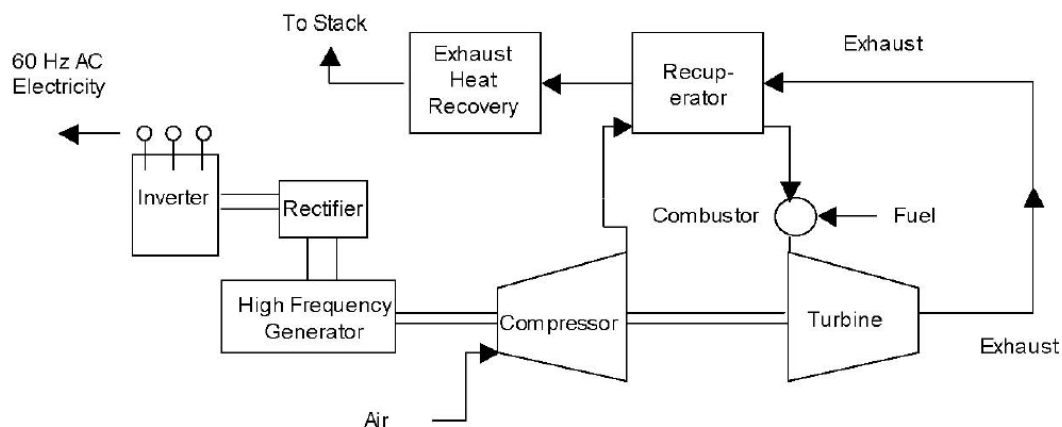 To Stack
60 Hz AC
Electricity
Exhaust
Heat
Recovery
Recup-
erator
Exhaust
Inverter
Rectifier
Combustor
Fuel
High Frequency
Generator
Compressor
Turbine
Exhaust
Air